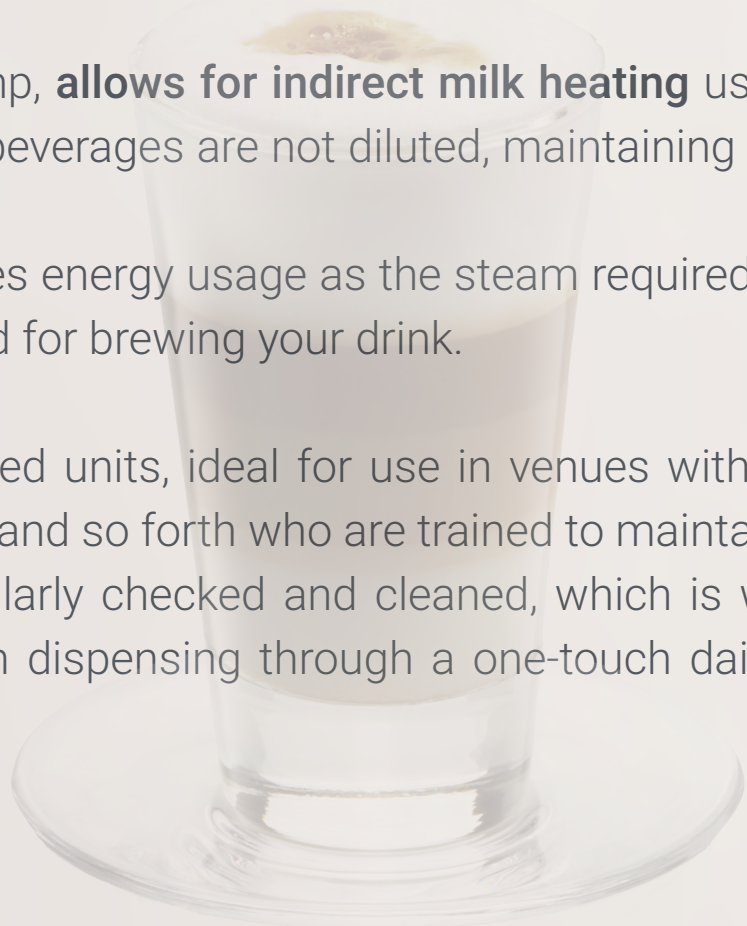 mp, allows for indirect milk heating us
beverages are not diluted, maintaining
es energy usage as the steam required
d for brewing your drink.
ed units, ideal for use in venues with
and so forth who are trained to mainta
larly checked and cleaned, which is w
n dispensing through a one-touch dai